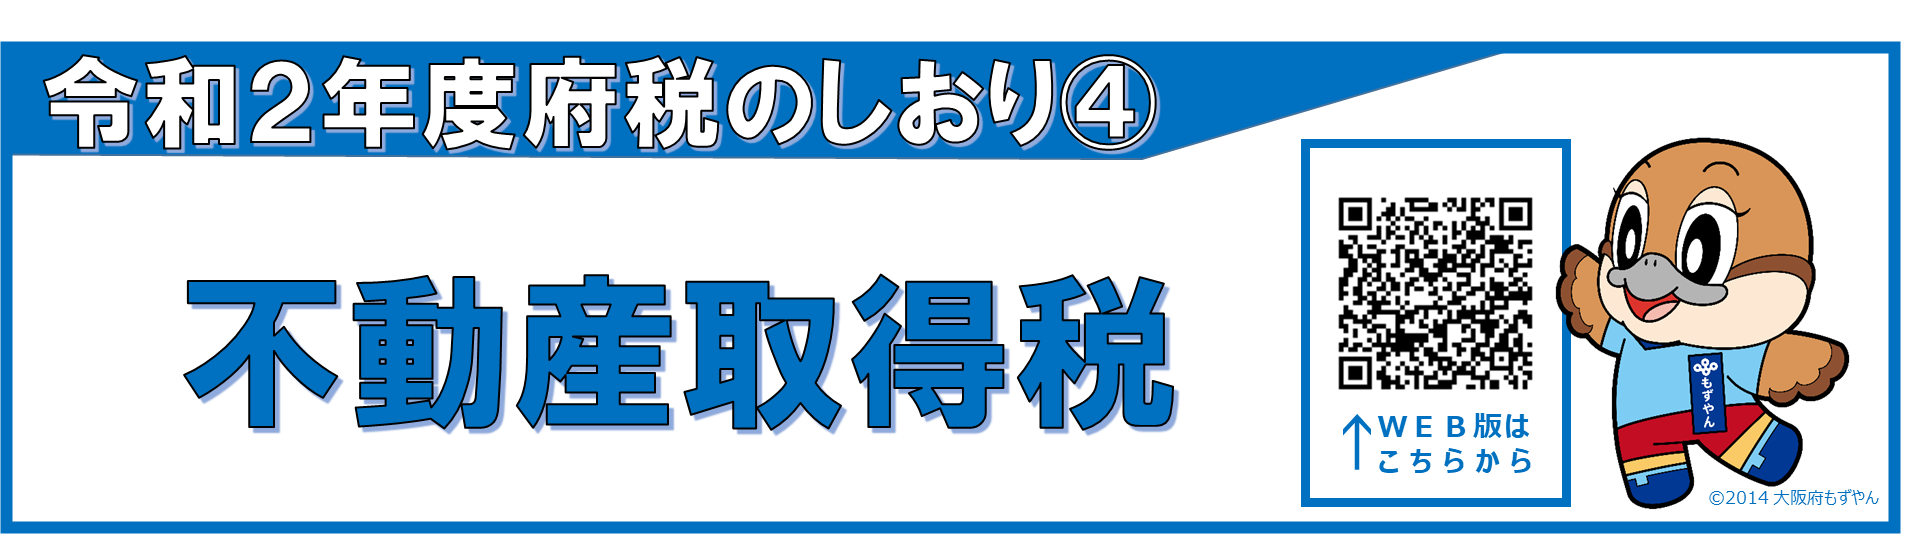 令和２年度府税のしおり④
不動産取得税
↑ＷＥＢ版は
こちらから
もずやん
©2014 大阪府もずやん